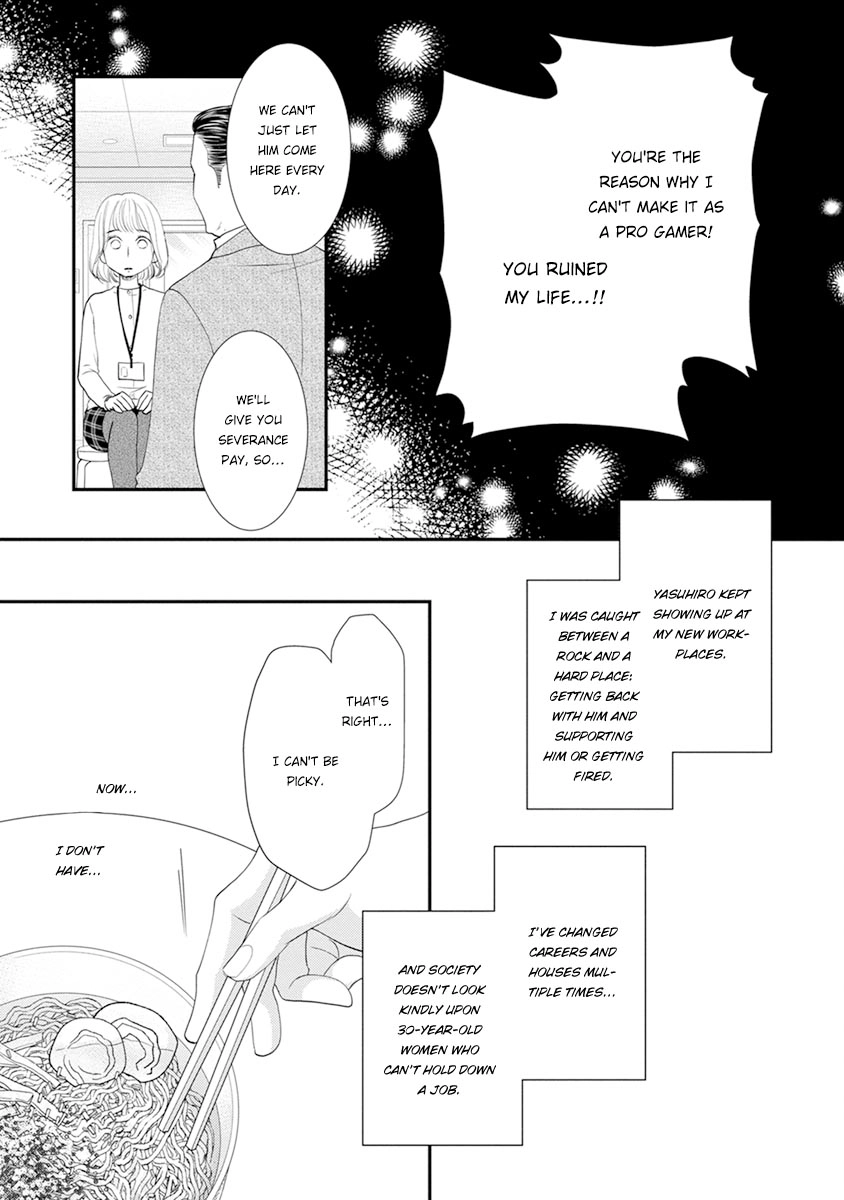 YOU'RE THE
REASON WHY I
CAN'T MAKE IT AS
A PRO GAMER!
YOU RUINED
MY LIFE...!!
WE CAN'T
JUST LET
HIM COME
HERE EVERY
DAY.
WE'LL
GIVE YOU
SEVERANCE
PAY, SO...
YASUHIRO KEPT
SHOWING UP AT
MY NEW WORK-
PLACES.
I WAS CAUGHT
BETWEEN A
ROCK AND A
HARD PLACE:
GETTING BACK
WITH HIM AND
SUPPORTING
HIM OR GETTING
FIRED.
I'VE CHANGED
CAREERS AND
HOUSES MUL-
TIPLE TIMES...
AND SOCIETY
DOESN'T LOOK
KINDLY UPON
30-YEAR-OLD
WOMEN WHO
CAN'T HOLD DOWN
A JOB.
THAT'S
RIGHT...
I CAN'T BE
PICKY.
NOW...
I DON'T
HAVE...